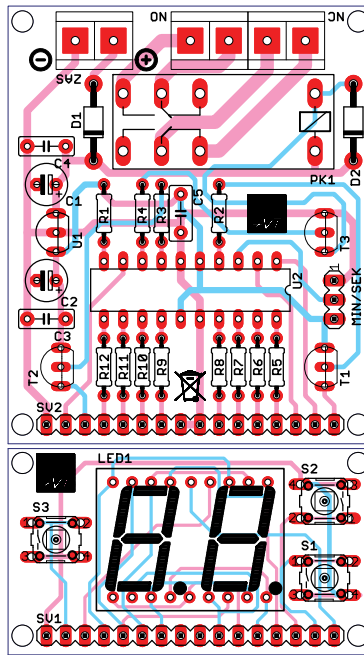 NO
NC
ZAS
D1
D2
PK1
C4
C1
U1
C2
C3
R1
R4
R3
C5
R2
T3
U2
1
MIN/SEK
T2
R12
R11
R10
R9
R8
R7
R6
R5
T1
SV2
LED1
S3
S2
S1
SV1